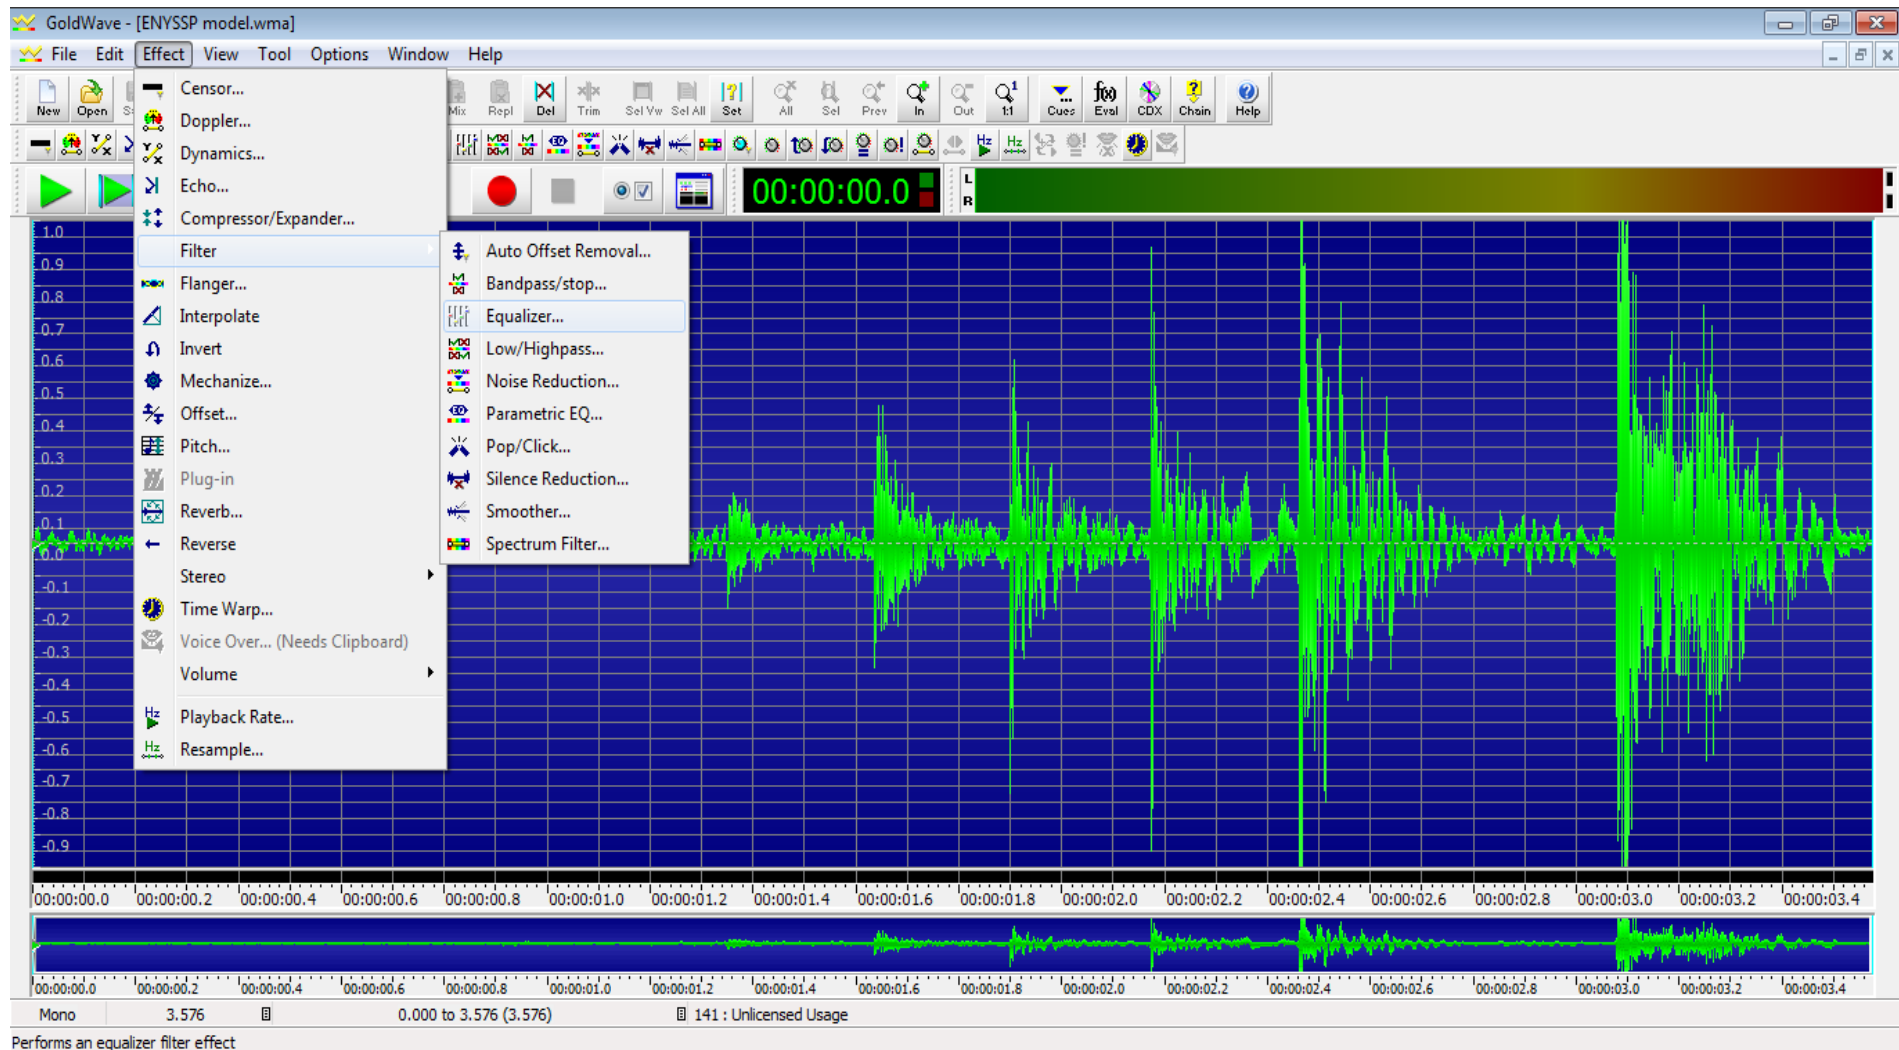 GoldWave - [ENYSSP model.wma]
File Edit Effect View Tool Options Window Help
New Open Mix Repl Del Trim Sel Vw Sel All Set All Sel Prev In Out 1:1 Cues Eval CDX Chain Help
00:00:00.0
L
R
Censor...
Doppler...
Dynamics...
Echo...
Compressor/Expander...
Filter
Flanger...
Interpolate
Invert
Mechanize...
Offset...
Pitch...
Plug-in
Reverb...
Reverse
Stereo
Time Warp...
Voice Over... (Needs Clipboard)
Volume
Playback Rate...
Resample...
Auto Offset Removal...
Bandpass/stop...
Equalizer...
Low/Highpass...
Noise Reduction...
Parametric EQ...
Pop/Click...
Silence Reduction...
Smoother...
Spectrum Filter...
1.0
0.9
0.8
0.7
0.6
0.5
0.4
0.3
0.2
0.1
0.0
-0.1
-0.2
-0.3
-0.4
-0.5
-0.6
-0.7
-0.8
-0.9
00:00:00.0 00:00:00.2 00:00:00.4 00:00:00.6 00:00:00.8 00:00:01.0 00:00:01.2 00:00:01.4 00:00:01.6 00:00:01.8 00:00:02.0 00:00:02.2 00:00:02.4 00:00:02.6 00:00:02.8 00:00:03.0 00:00:03.2 00:00:03.4
00:00:00.0 00:00:00.2 00:00:00.4 00:00:00.6 00:00:00.8 00:00:01.0 00:00:01.2 00:00:01.4 00:00:01.6 00:00:01.8 00:00:02.0 00:00:02.2 00:00:02.4 00:00:02.6 00:00:02.8 00:00:03.0 00:00:03.2 00:00:03.4
Mono 3.576 0.000 to 3.576 (3.576) 141 : Unlicensed Usage
Performs an equalizer filter effect